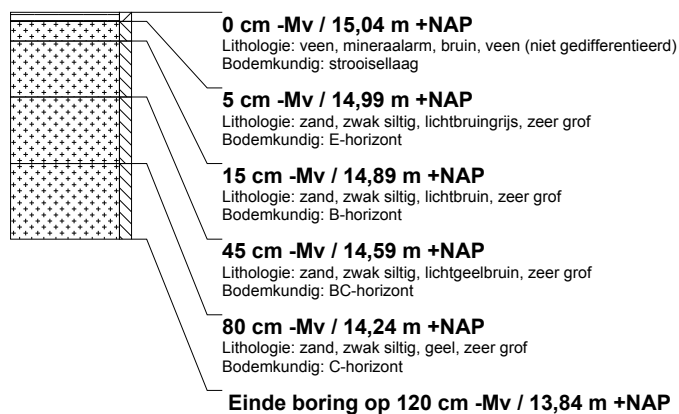 0 cm -Mv / 15,04 m +NAP
Lithologie: veen, mineraalarm, bruin, veen (niet gedifferentieerd)
Bodemkundig: strooisellaag
5 cm -Mv / 14,99 m +NAP
Lithologie: zand, zwak siltig, lichtbruingrijs, zeer grof
Bodemkundig: E-horizont
15 cm -Mv / 14,89 m +NAP
Lithologie: zand, zwak siltig, lichtbruin, zeer grof
Bodemkundig: B-horizont
45 cm -Mv / 14,59 m +NAP
Lithologie: zand, zwak siltig, lichtgeelbruin, zeer grof
Bodemkundig: BC-horizont
80 cm -Mv / 14,24 m +NAP
Lithologie: zand, zwak siltig, geel, zeer grof
Bodemkundig: C-horizont
Einde boring op 120 cm -Mv / 13,84 m +NAP